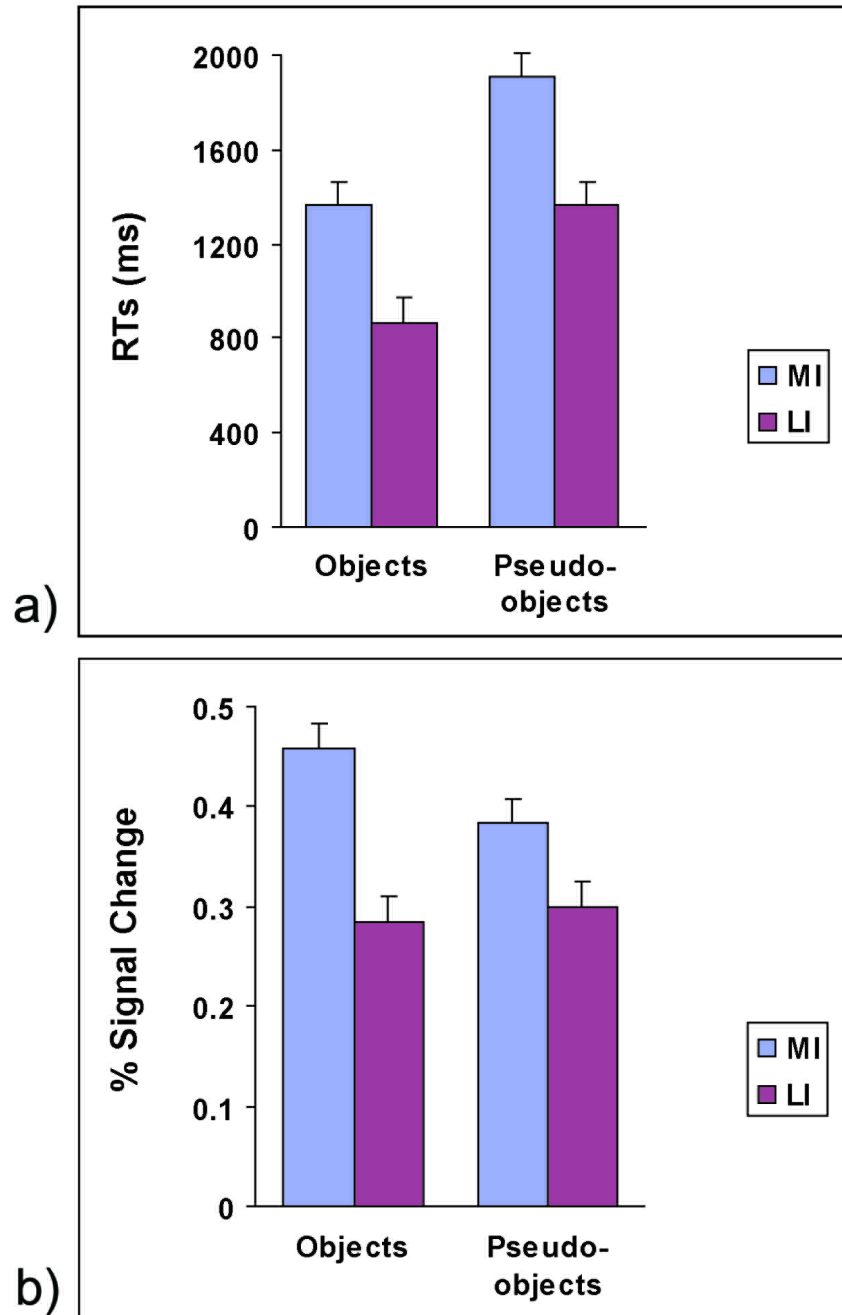 2000
1600
1200
800
400
0
RTs (ms)
Objects
Pseudo-
objects
MI
LI
a)
0.5
0.4
0.3
0.2
0.1
0
% Signal Change
Objects
Pseudo-
objects
MI
LI
b)